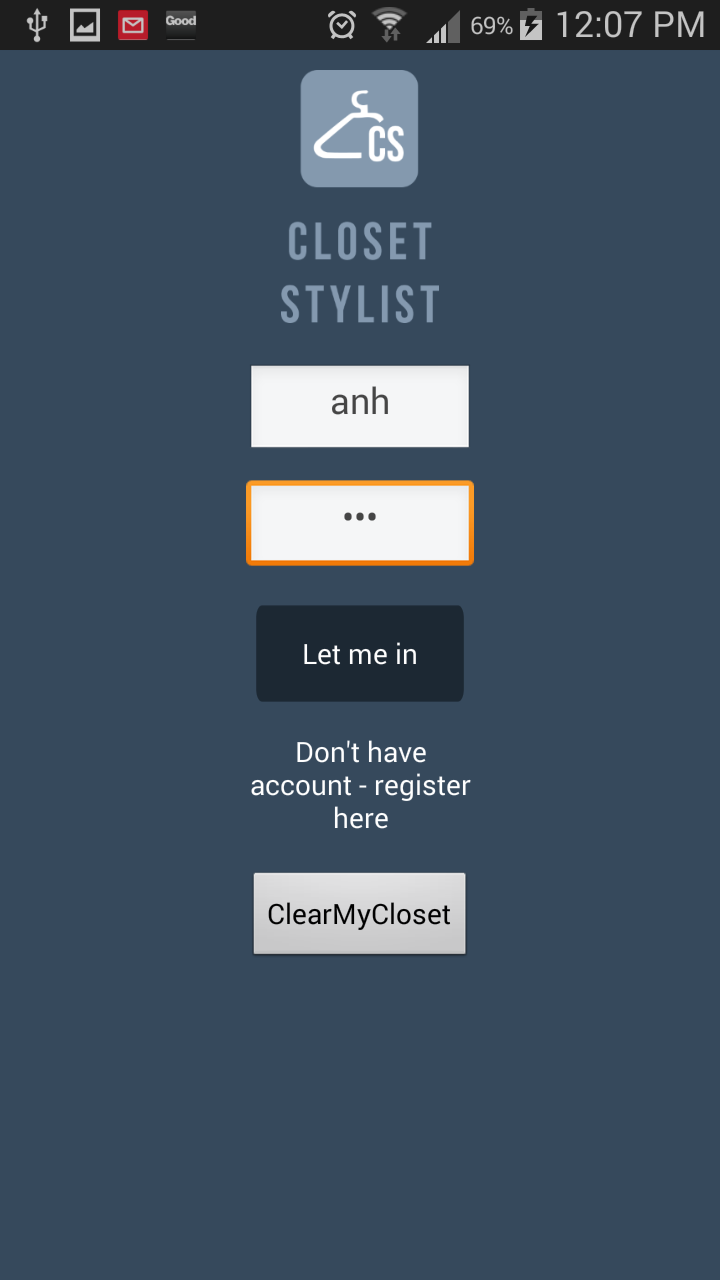 Good 69% 12:07 PM
CS
CLOSET
STYLIST
anh
•••
Let me in
Don't have
account - register
here
ClearMyCloset